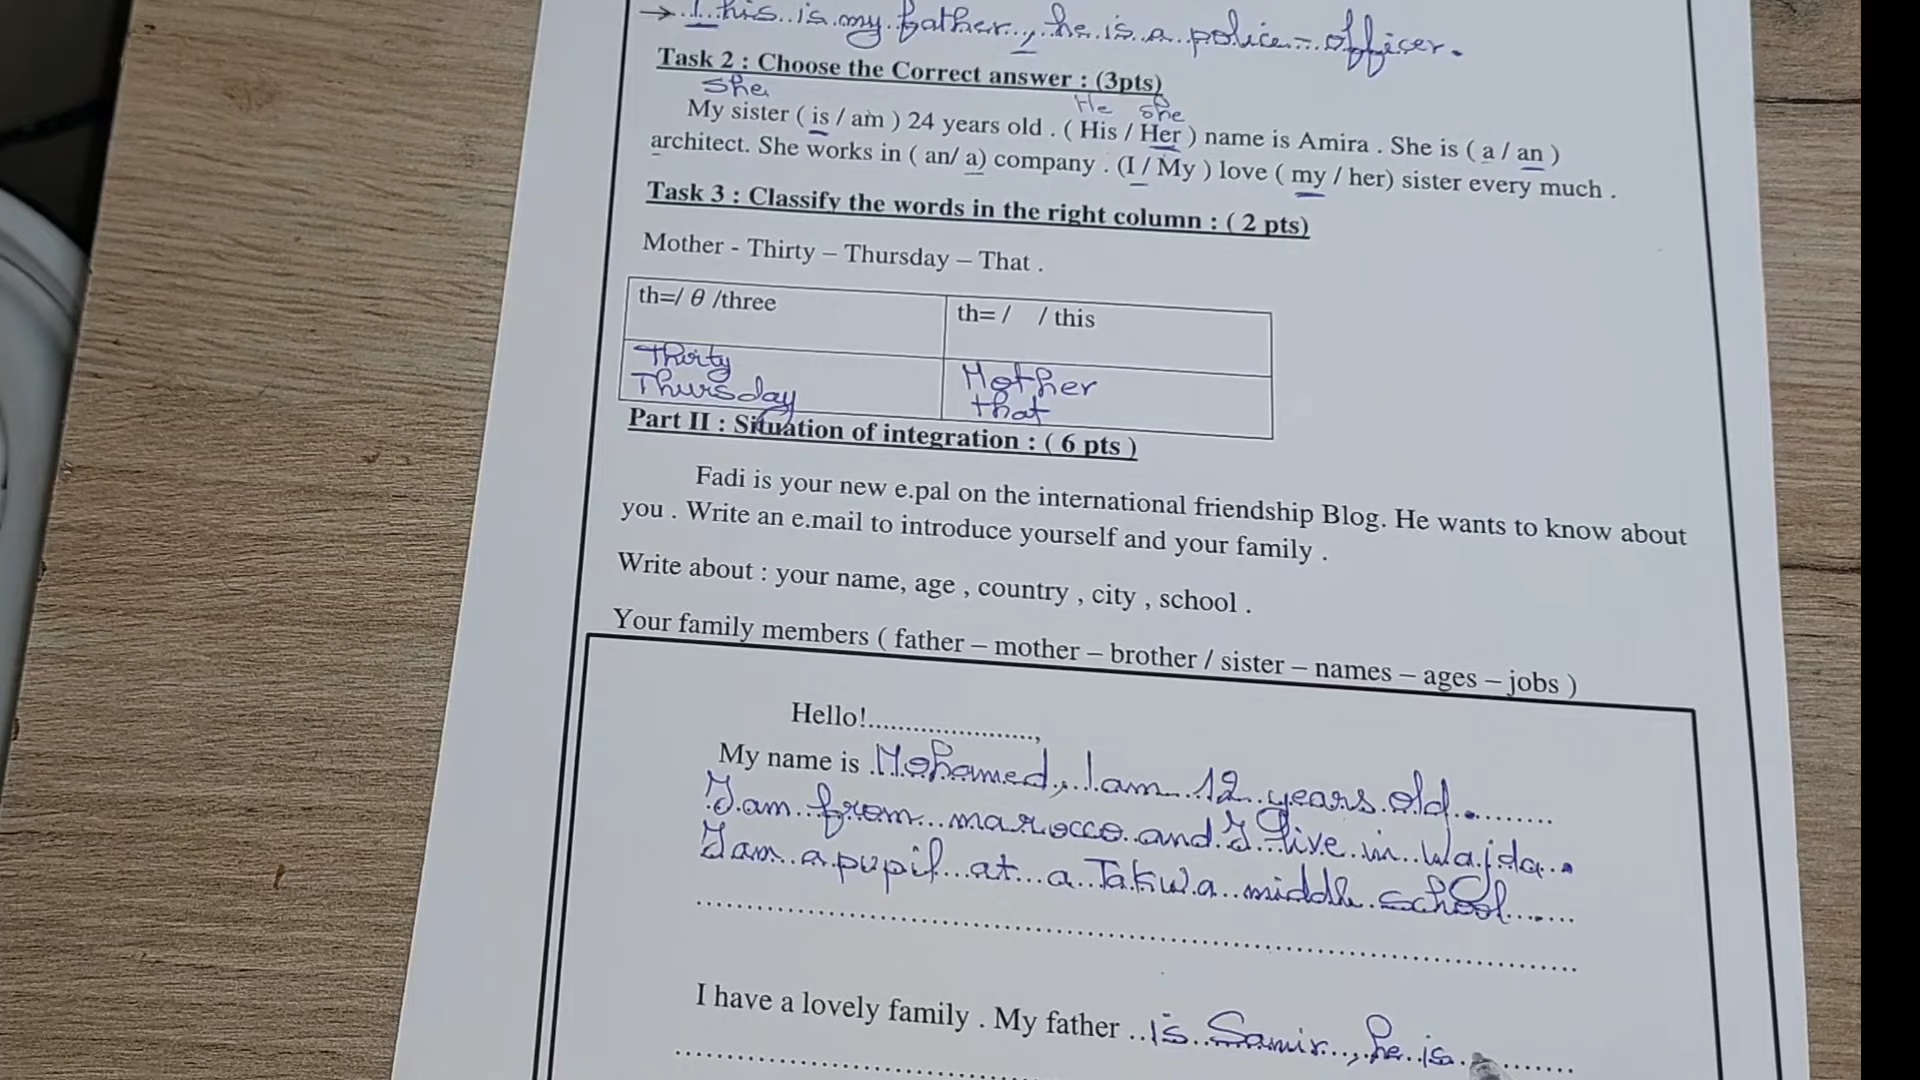 → This is my father, he is a police-officer.
Task 2 : Choose the Correct answer : (3pts)
She He she
My sister ( is / am ) 24 years old . ( His / Her ) name is Amira . She is ( a / an )
architect. She works in ( an/ a) company . (I / My ) love ( my / her) sister every much .
Task 3 : Classify the words in the right column : ( 2 pts)
Mother - Thirty – Thursday – That .
th=/ θ /three th= / / this
Thirty Mother
Thursday that
Part II : Situation of integration : ( 6 pts )
Fadi is your new e.pal on the international friendship Blog. He wants to know about
you . Write an e.mail to introduce yourself and your family .
Write about : your name, age , country , city , school .
Your family members ( father – mother – brother / sister – names – ages – jobs )
Hello!......................,
My name is Mohamed, I am 12 years old.
I am from marocco and I live in Wajda.
I am a pupil at a Takwa middle school
I have a lovely family . My father is Samir, he is